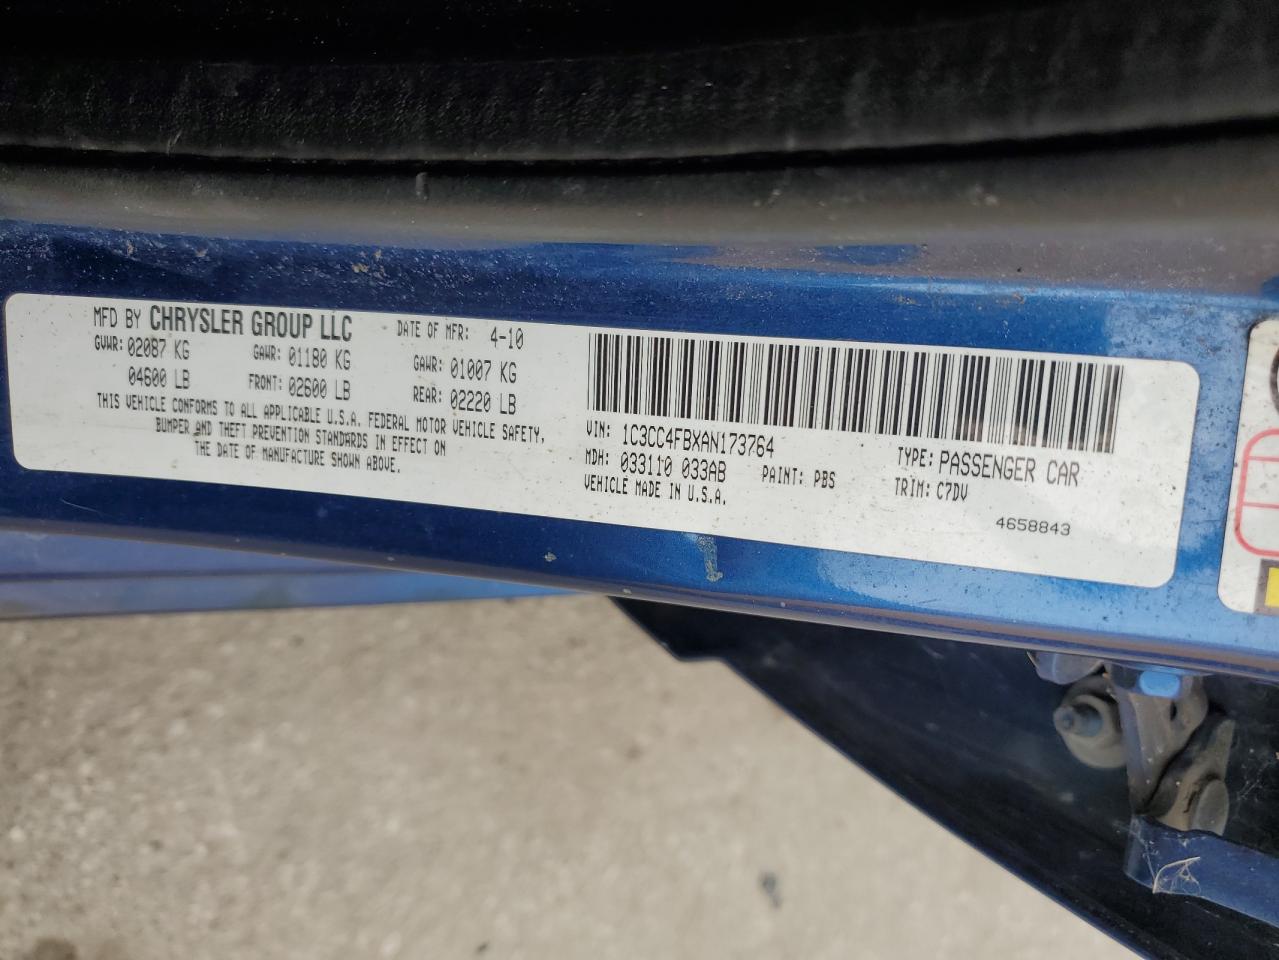 MFD BY CHRYSLER GROUP LLC DATE OF MFR: 4-10
GVWR: 02087 KG GAWR: 01180 KG GAWR: 01007 KG
04600 LB FRONT: 02600 LB REAR: 02220 LB
THIS VEHICLE CONFORMS TO ALL APPLICABLE U.S.A. FEDERAL MOTOR VEHICLE SAFETY,
BUMPER AND THEFT PREVENTION STANDARDS IN EFFECT ON
THE DATE OF MANUFACTURE SHOWN ABOVE.
VIN: 1C3CC4FBXAN173764 TYPE: PASSENGER CAR
MDH: 033110 033AB PAINT: PBS TRIM: C7DV
VEHICLE MADE IN U.S.A.
4658843